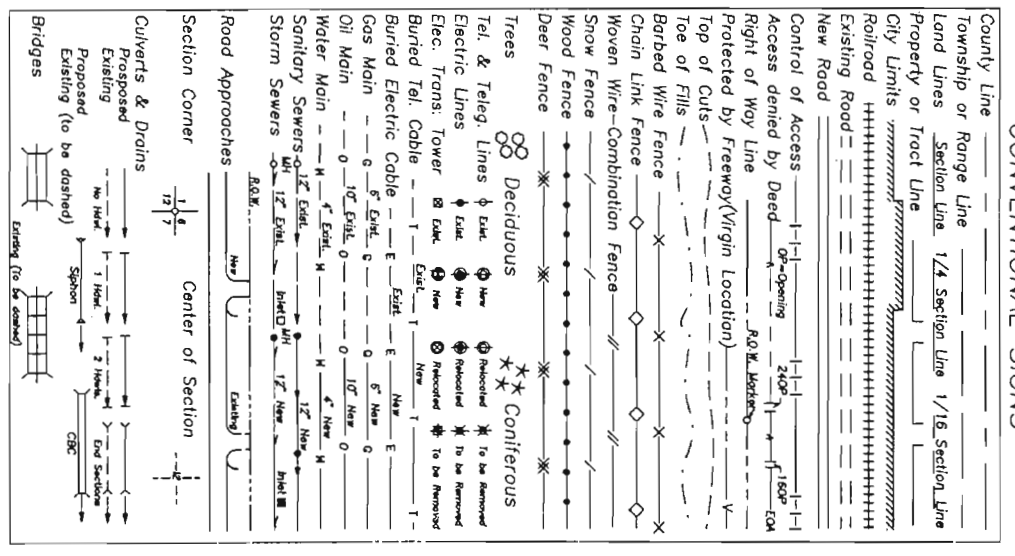 CONVENTIONAL SIGNS
County Line
Township or Range Line
Land Lines Section Line 1/4 Section Line 1/16 Section Line
Property or Tract Line
City Limits
Railroad
Existing Road
New Road
Control of Access
Access denied by Deed OP=Opening 24OP 16OP EOA
Right of Way Line R.O.W. Marker
Protected by Freeway(Virgin Location) V
Top of Cuts
Toe of Fills
Barbed Wire Fence
Chain Link Fence
Woven Wire-Combination Fence
Snow Fence
Wood Fence
Deer Fence
Trees Deciduous Coniferous
Tel. & Teleg. Lines Exist. New Relocated To be Removed
Electric Lines Exist. New Relocated To be Removed
Elec. Trans. Tower Exist. New Relocated To be Removed
Buried Tel. Cable T Exist. T New T
Buried Electric Cable E Exist E New E
Gas Main G 6" Exist. G 6" New G
Oil Main O 10" Exist. O 10" New O
Water Main W 4" Exist. W 4" New W
Sanitary Sewers 12" Exist. 12" New
Storm Sewers MH 12" Exist. Inlet MH 12" New Inlet
Road Approaches R.O.W. New Existing
Section Corner 1 6 12 7 Center of Section 12
Culverts & Drains
Prosposed
Existing No Hdwl. 1 Hdwl. 2 Hdwls. End Sections
Proposed Siphon CBC
Existing (to be dashed)
Bridges Existing (to be dashed)